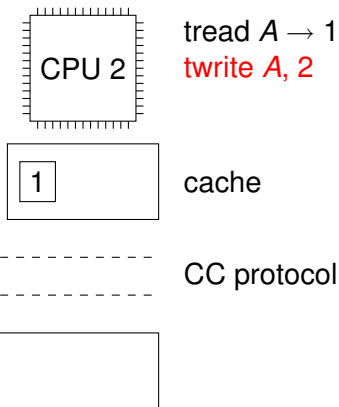 CPU 2
tread A → 1
twrite A, 2
1
cache
CC protocol